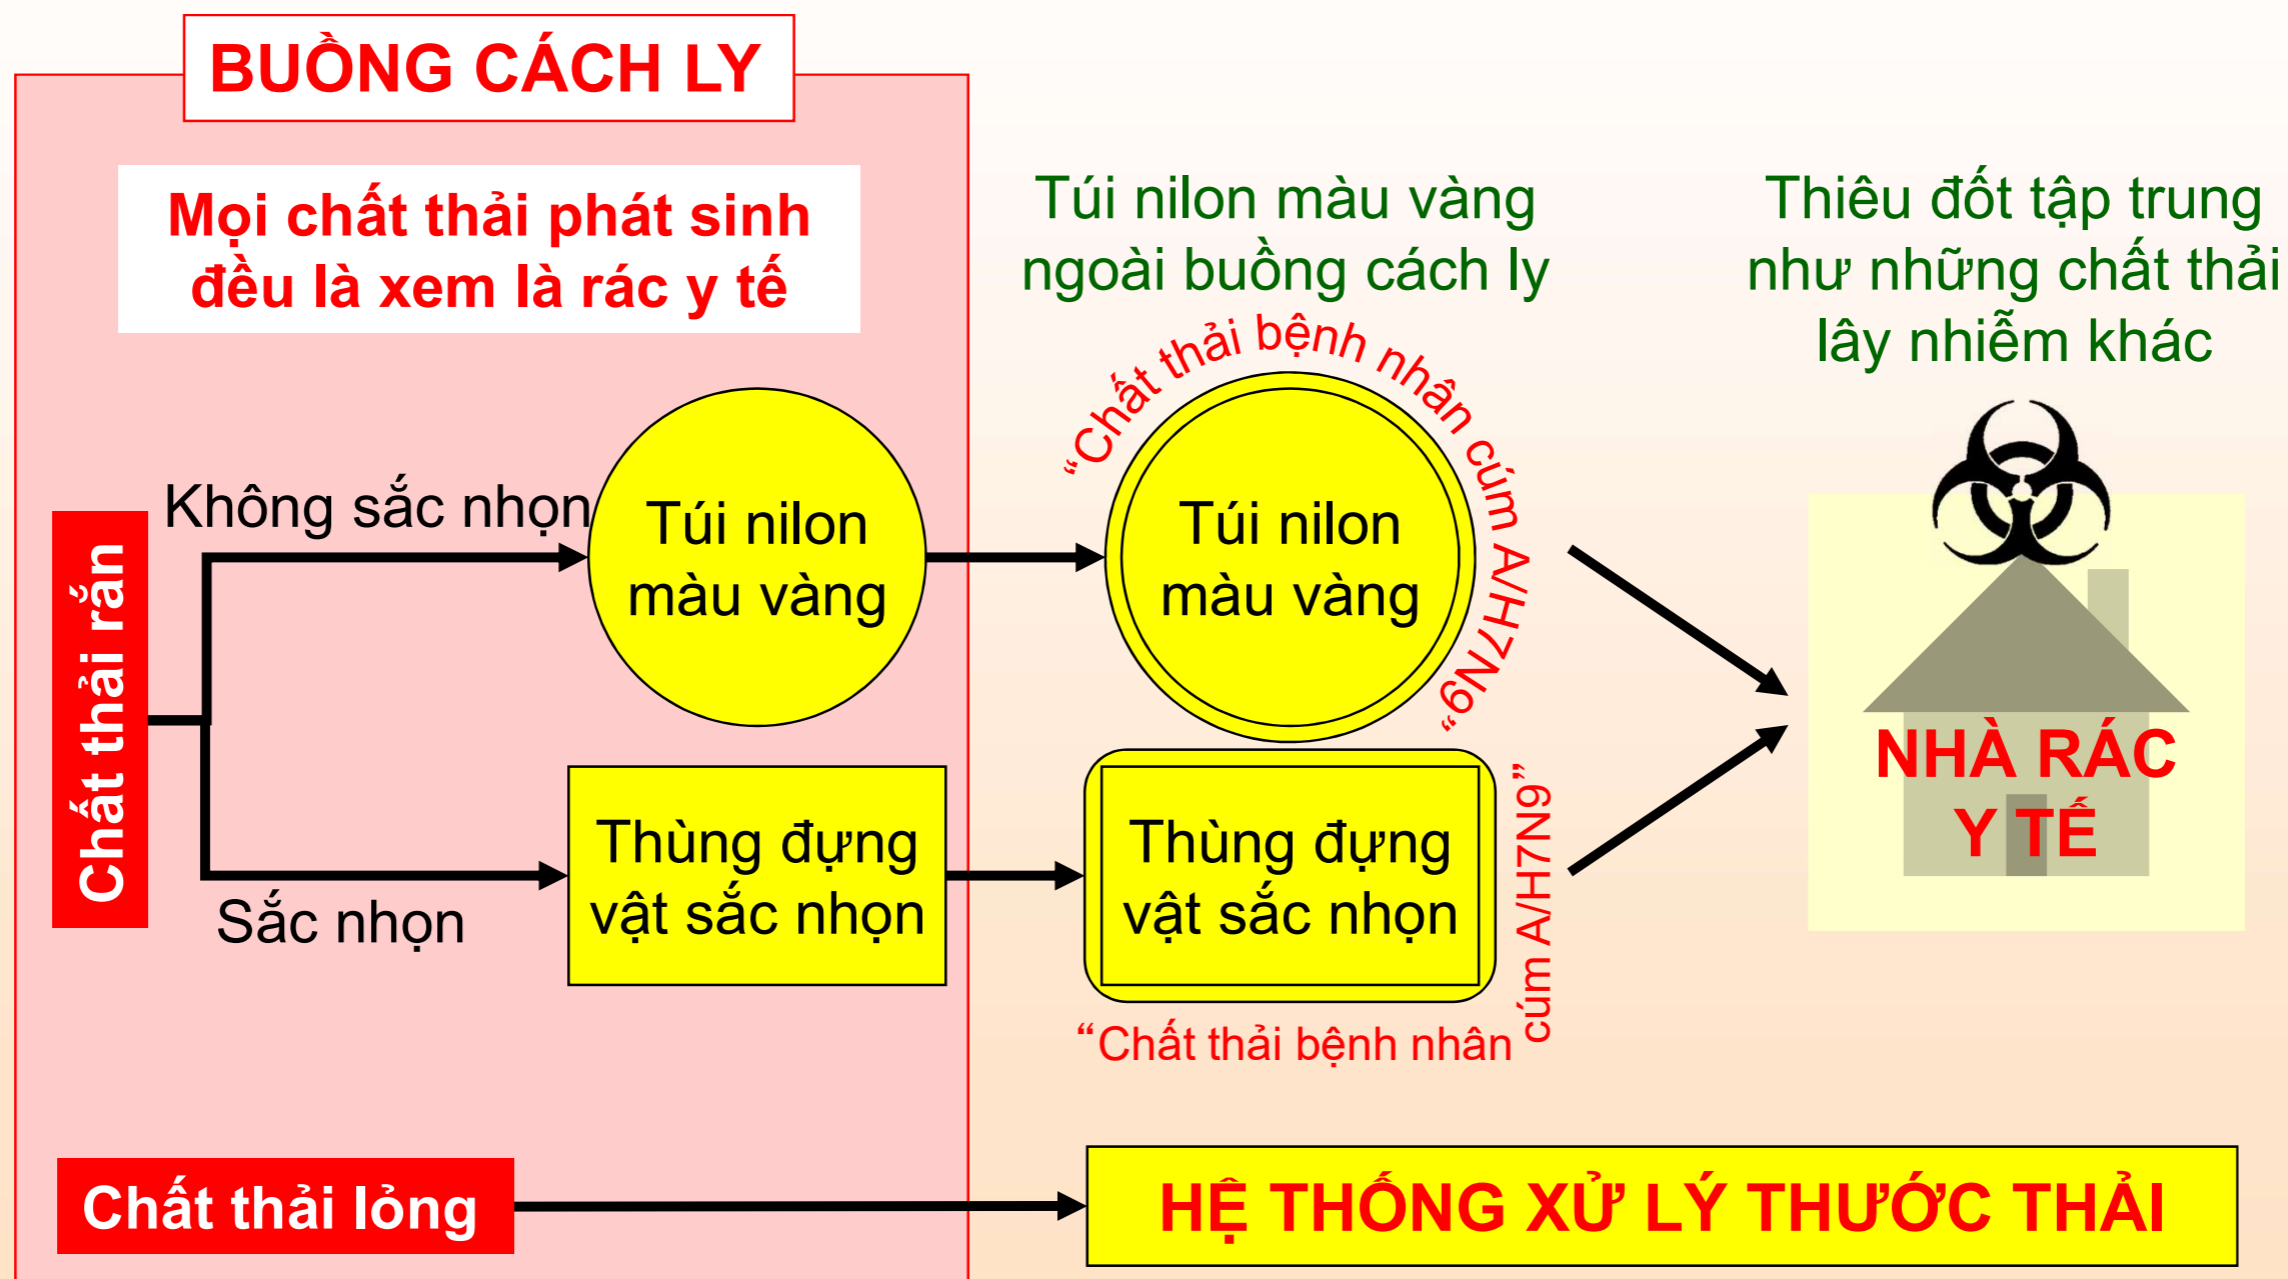 BUỒNG CÁCH LY
Mọi chất thải phát sinh
đều là xem là rác y tế
Túi nilon màu vàng
ngoài buồng cách ly
Thiêu đốt tập trung
như những chất thải
lây nhiễm khác
Chất thải rắn
Không sắc nhọn
Túi nilon
màu vàng
“Chất thải bệnh nhân cúm A/H7N9“
Túi nilon
màu vàng
Sắc nhọn
Thùng đựng
vật sắc nhọn
Thùng đựng
vật sắc nhọn
“Chất thải bệnh nhân
cúm A/H7N9”
NHÀ RÁC
Y TẾ
Chất thải lỏng
HỆ THỐNG XỬ LÝ THƯỚC THẢI